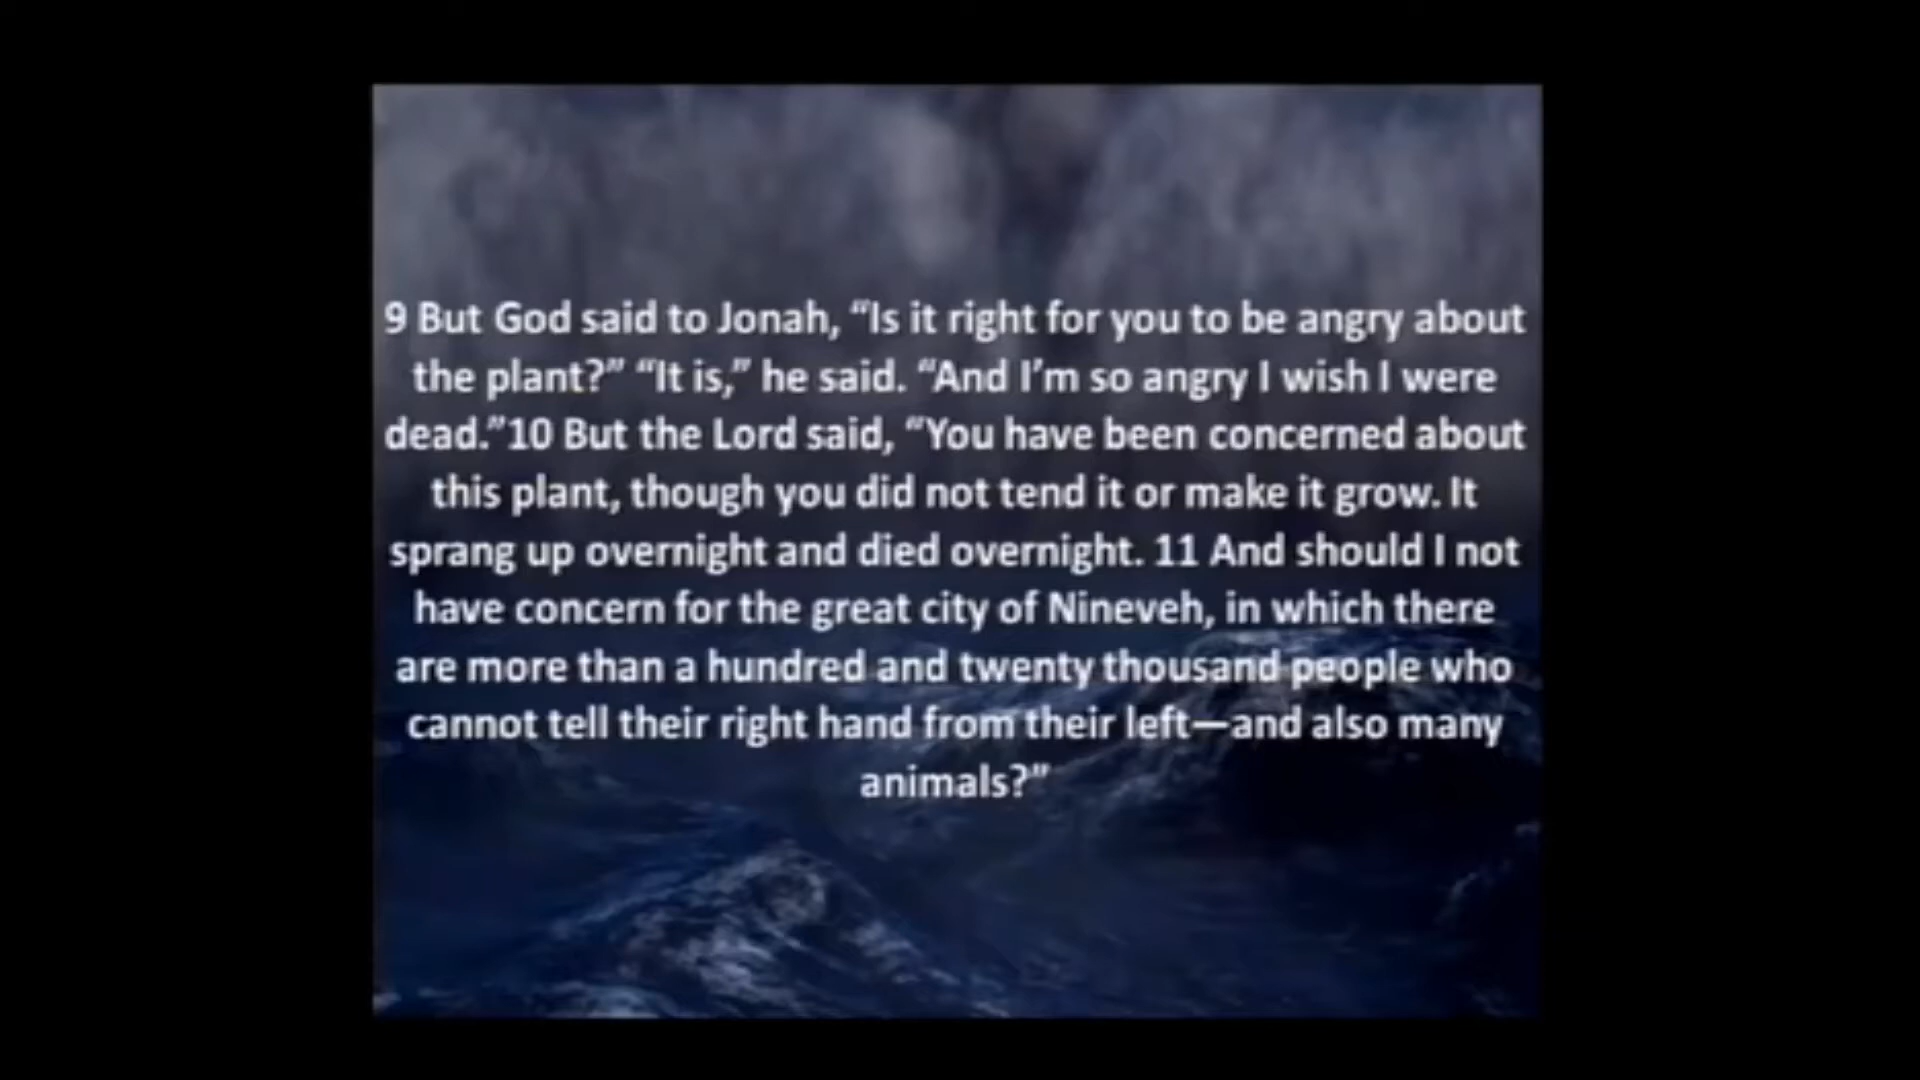 9 But God said to Jonah, “Is it right for you to be angry about
the plant?” “It is,” he said. “And I’m so angry I wish I were
dead.”10 But the Lord said, “You have been concerned about
this plant, though you did not tend it or make it grow. It
sprang up overnight and died overnight. 11 And should I not
have concern for the great city of Nineveh, in which there
are more than a hundred and twenty thousand people who
cannot tell their right hand from their left—and also many
animals?”